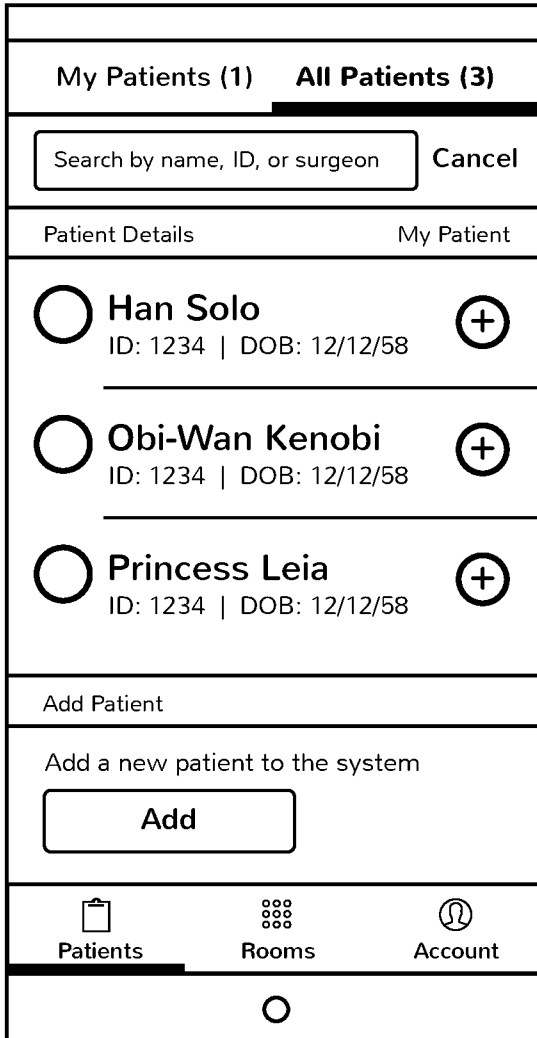 My Patients (1) All Patients (3)
Search by name, ID, or surgeon Cancel
Patient Details My Patient
Han Solo
ID: 1234 | DOB: 12/12/58
Obi-Wan Kenobi
ID: 1234 | DOB: 12/12/58
Princess Leia
ID: 1234 | DOB: 12/12/58
Add Patient
Add a new patient to the system
Add
Patients Rooms Account